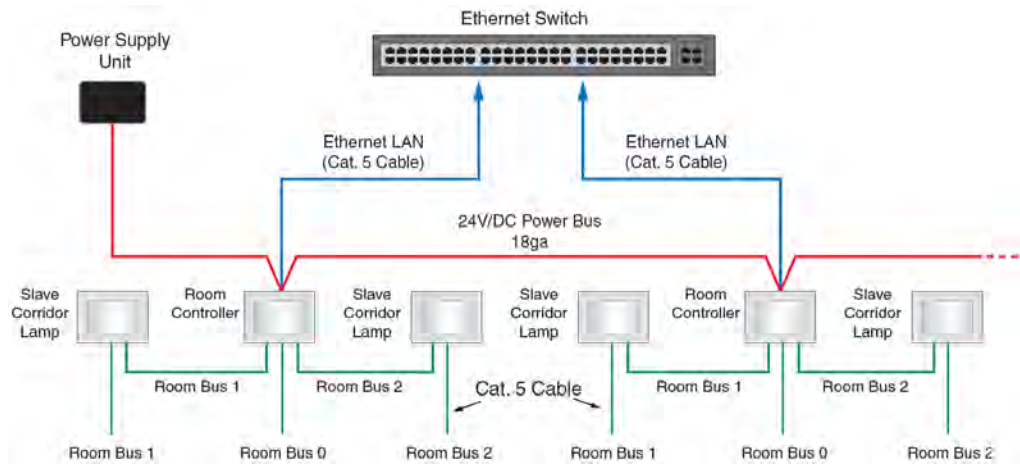 Ethernet Switch
Power Supply
Unit
Ethernet LAN
(Cat. 5 Cable)
Ethernet LAN
(Cat. 5 Cable)
24V/DC Power Bus
18ga
Slave
Corridor
Lamp
Room
Controller
Slave
Corridor
Lamp
Slave
Corridor
Lamp
Room
Controller
Slave
Corridor
Lamp
Room Bus 1
Room Bus 2
Cat. 5 Cable
Room Bus 1
Room Bus 2
Room Bus 1
Room Bus 0
Room Bus 2
Room Bus 1
Room Bus 0
Room Bus 2